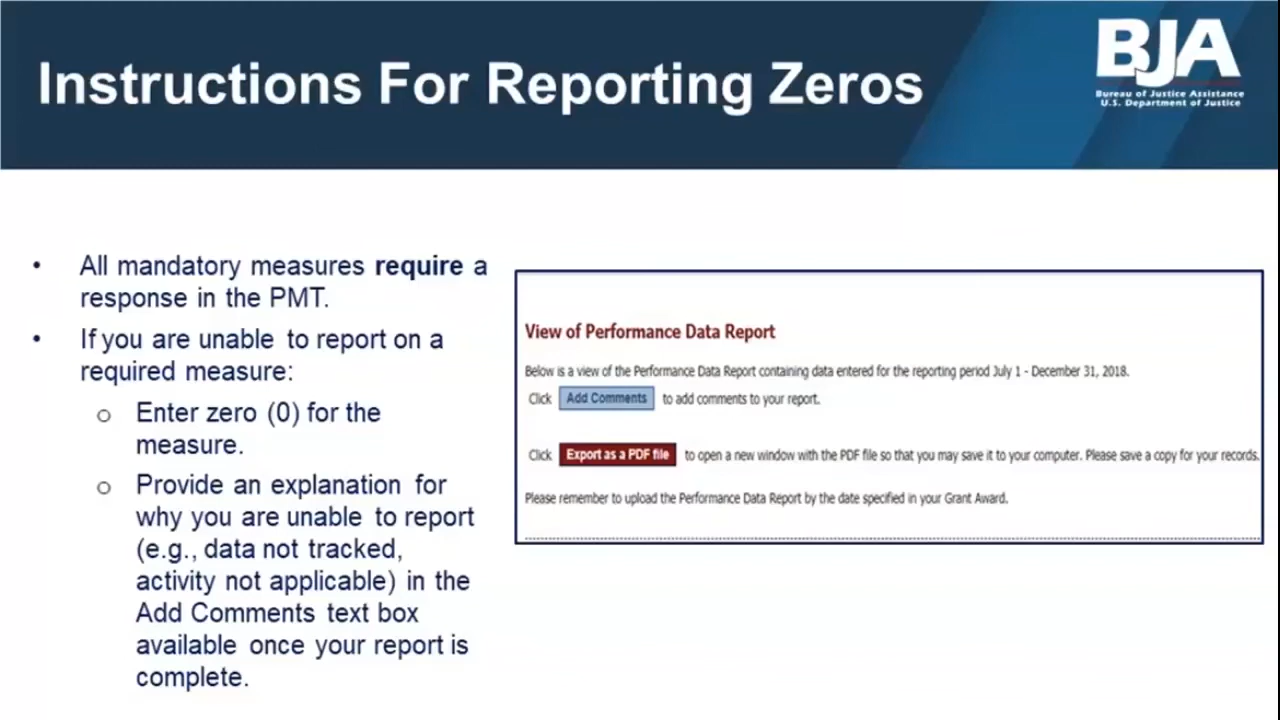 Instructions For Reporting Zeros
BJA
Bureau of Justice Assistance
U.S. Department of Justice
• All mandatory measures require a
response in the PMT.
• If you are unable to report on a
required measure:
o Enter zero (0) for the
measure.
o Provide an explanation for
why you are unable to report
(e.g., data not tracked,
activity not applicable) in the
Add Comments text box
available once your report is
complete.
View of Performance Data Report
Below is a view of the Performance Data Report containing data entered for the reporting period July 1 - December 31, 2018.
Click Add Comments to add comments to your report.
Click Export as a PDF file to open a new window with the PDF file so that you may save it to your computer. Please save a copy for your records.
Please remember to upload the Performance Data Report by the date specified in your Grant Award.